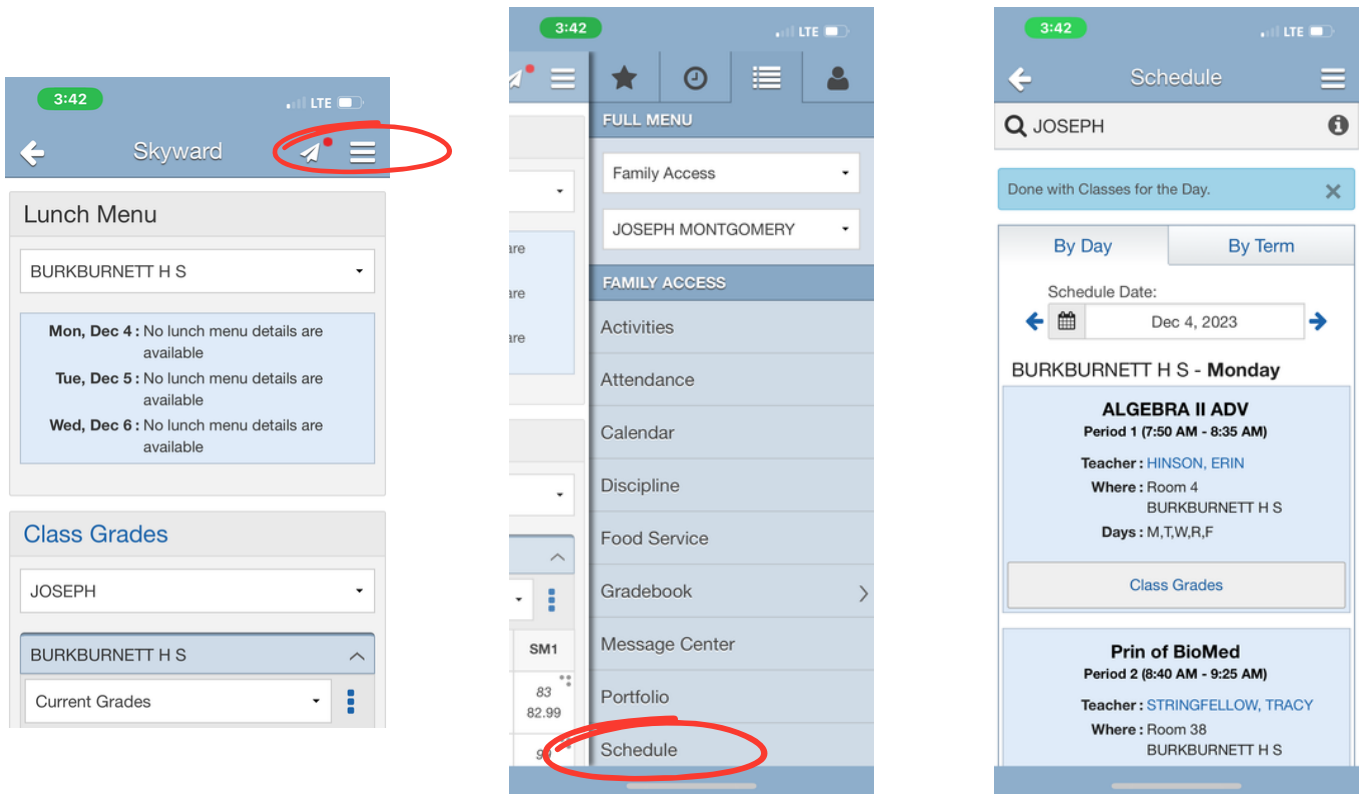 3:42
LTE
Skyward
Lunch Menu
BURKBURNETT H S
Mon, Dec 4 : No lunch menu details are
available
Tue, Dec 5 : No lunch menu details are
available
Wed, Dec 6 : No lunch menu details are
available
Class Grades
JOSEPH
BURKBURNETT H S
Current Grades
3:42
LTE
FULL MENU
Family Access
JOSEPH MONTGOMERY
are
are
are
FAMILY ACCESS
Activities
Attendance
Calendar
Discipline
Food Service
Gradebook
Message Center
Portfolio
Schedule
SM1
83
82.99
3:42
LTE
Schedule
JOSEPH
Done with Classes for the Day.
By Day
By Term
Schedule Date:
Dec 4, 2023
BURKBURNETT H S - Monday
ALGEBRA II ADV
Period 1 (7:50 AM - 8:35 AM)
Teacher : HINSON, ERIN
Where : Room 4
BURKBURNETT H S
Days : M,T,W,R,F
Class Grades
Prin of BioMed
Period 2 (8:40 AM - 9:25 AM)
Teacher : STRINGFELLOW, TRACY
Where : Room 38
BURKBURNETT H S